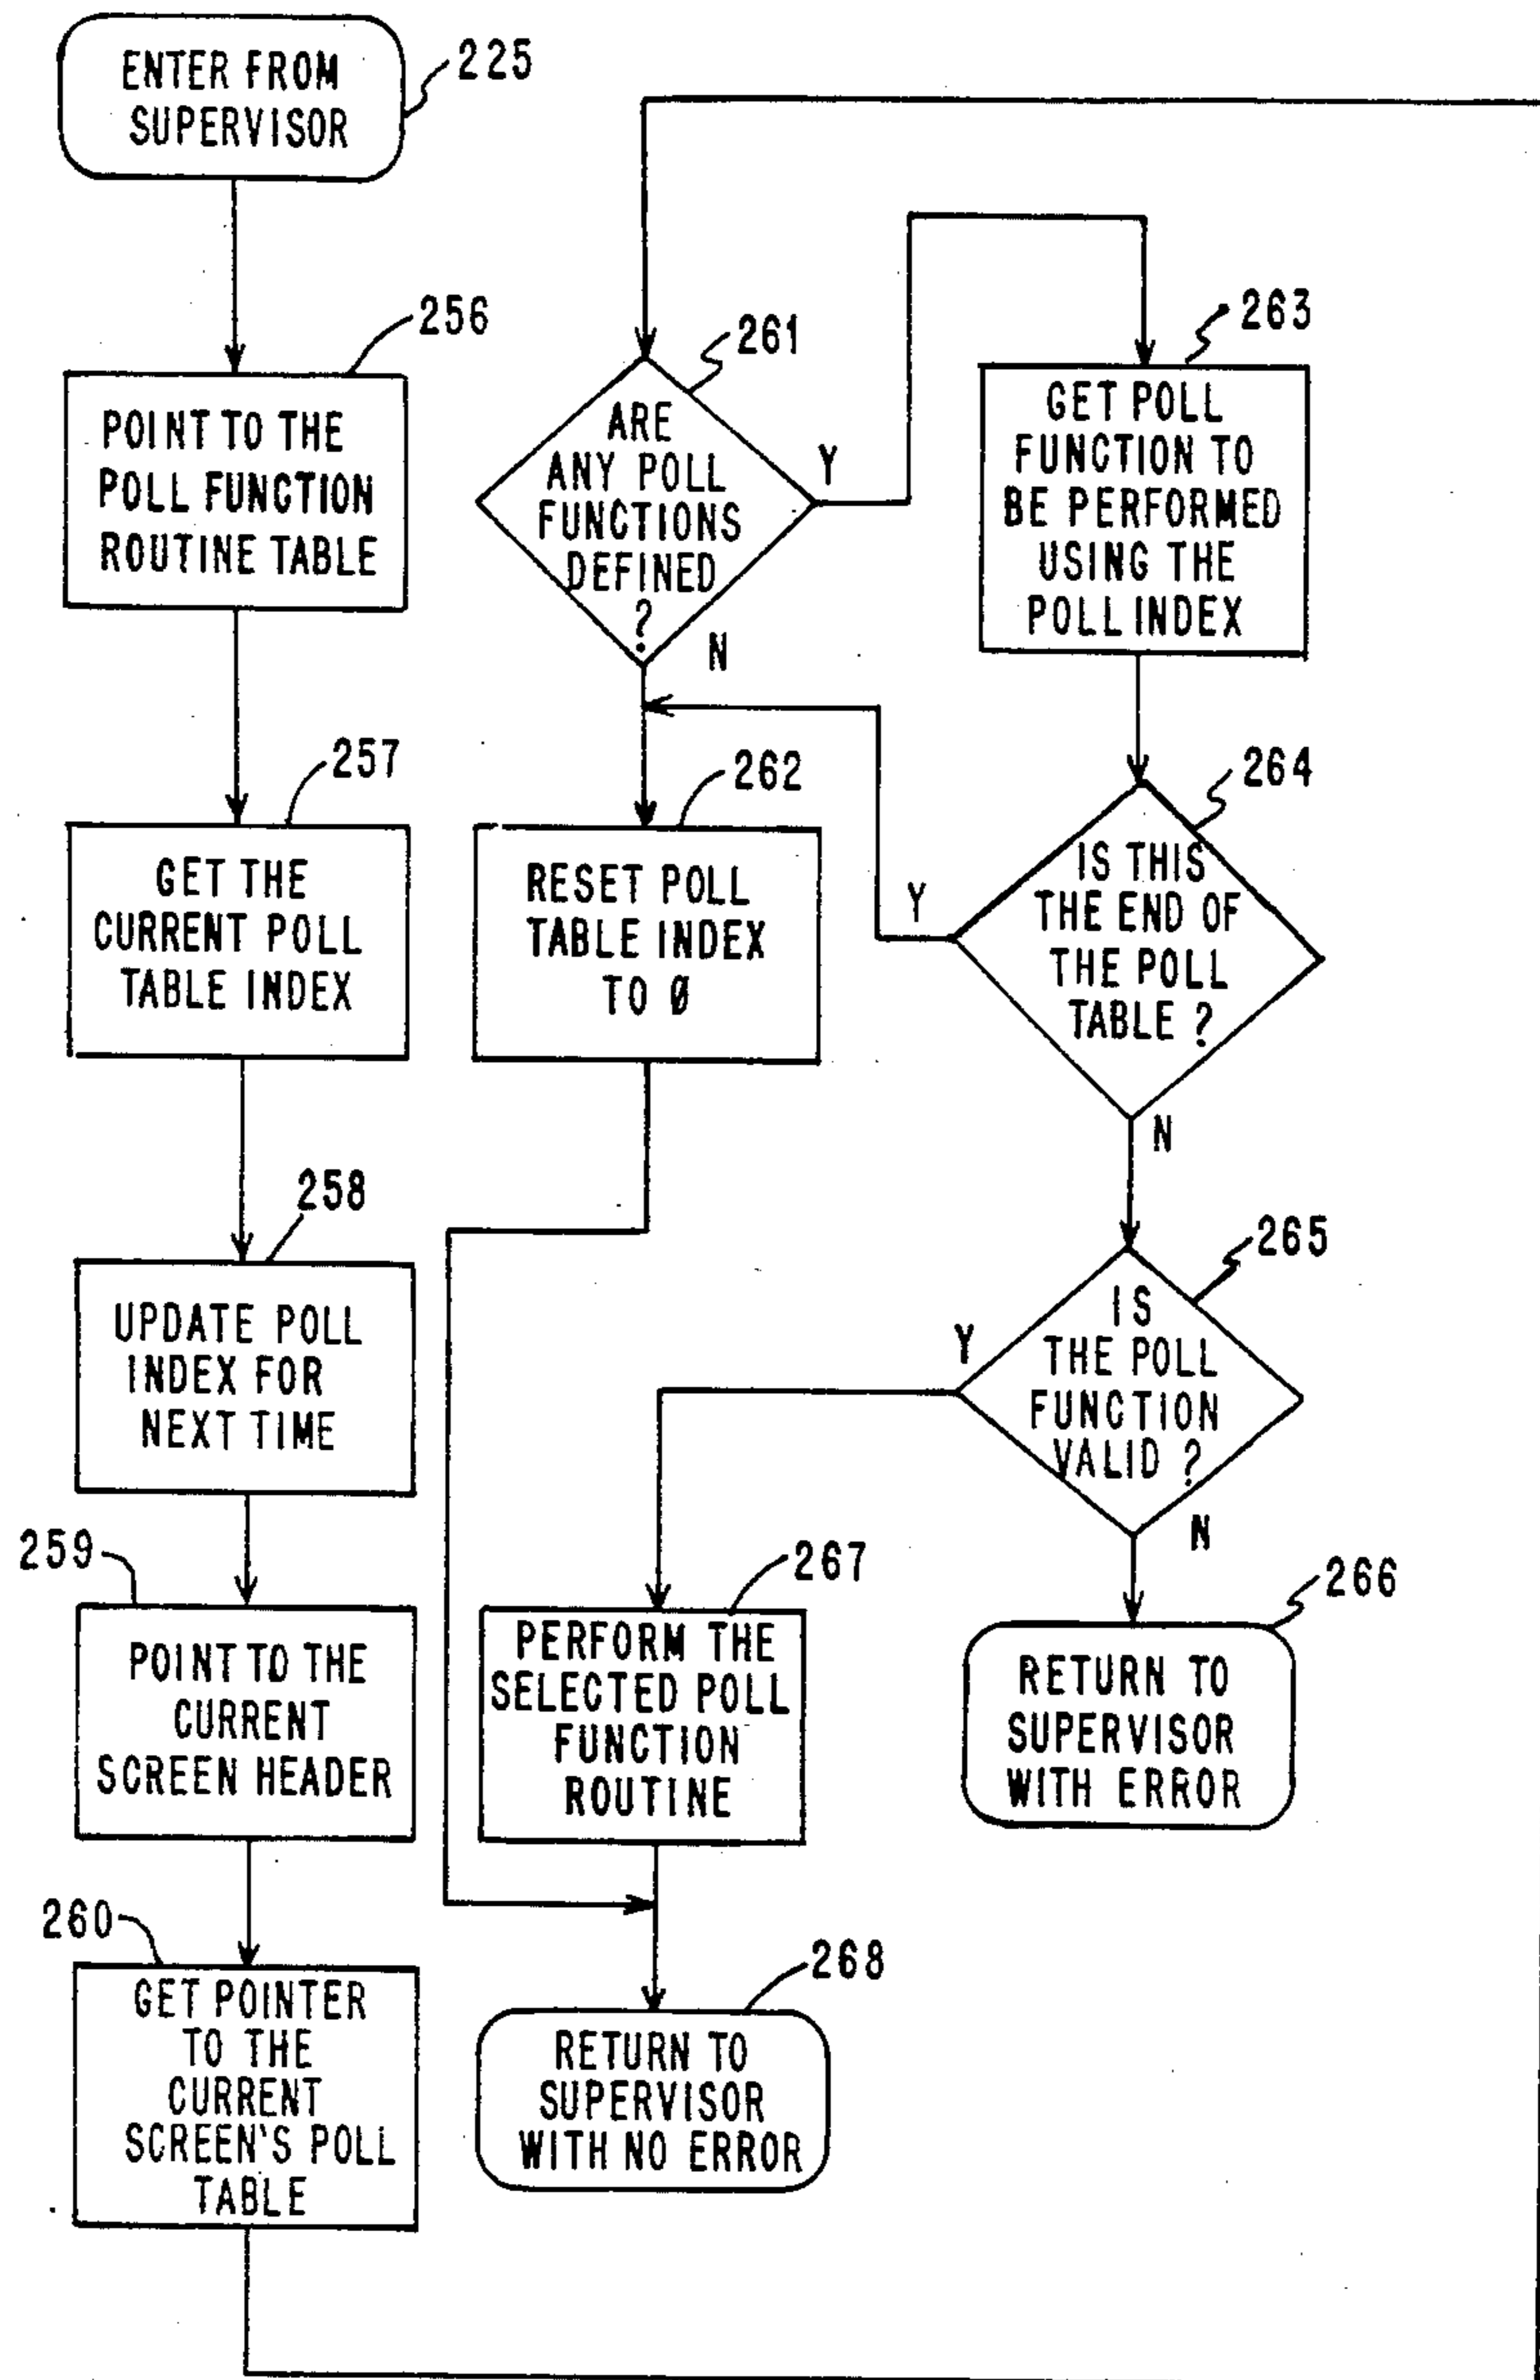 ENTER FROM
SUPERVISOR
225
256
POINT TO THE
POLL FUNCTION
ROUTINE TABLE
257
GET THE
CURRENT POLL
TABLE INDEX
258
UPDATE POLL
INDEX FOR
NEXT TIME
259
POINT TO THE
CURRENT
SCREEN HEADER
260
GET POINTER
TO THE
CURRENT
SCREEN'S POLL
TABLE
261
ARE
ANY POLL
FUNCTIONS
DEFINED
?
Y
N
262
RESET POLL
TABLE INDEX
TO Ø
263
GET POLL
FUNCTION TO
BE PERFORMED
USING THE
POLL INDEX
264
IS THIS
THE END OF
THE POLL
TABLE ?
Y
N
265
IS
THE POLL
FUNCTION
VALID ?
Y
N
266
RETURN TO
SUPERVISOR
WITH ERROR
267
PERFORM THE
SELECTED POLL
FUNCTION
ROUTINE
268
RETURN TO
SUPERVISOR
WITH NO ERROR